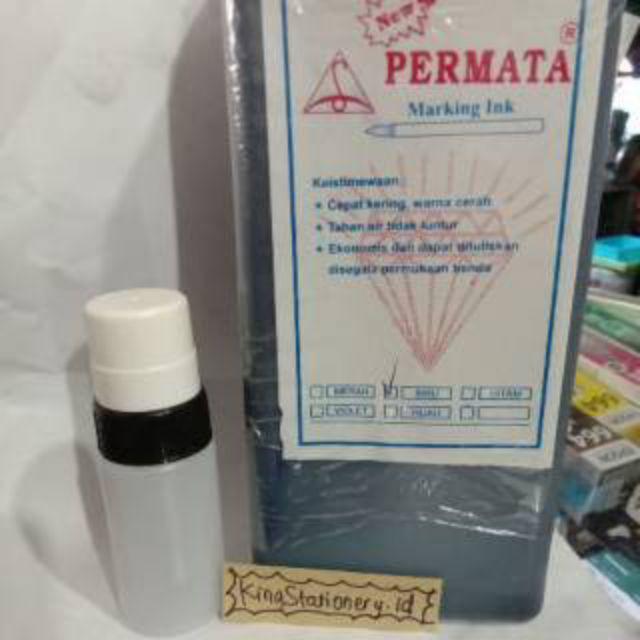 New
PERMATA®
Marking Ink
Keistimewaan :
Cepat kering, warna cerah
Tahan air tidak luntur
Ekonomis dan dapat dituliskan
disegala permukaan benda
MERAH
BIRU
HITAM
VIOLET
HIJAU
KingStationery.id